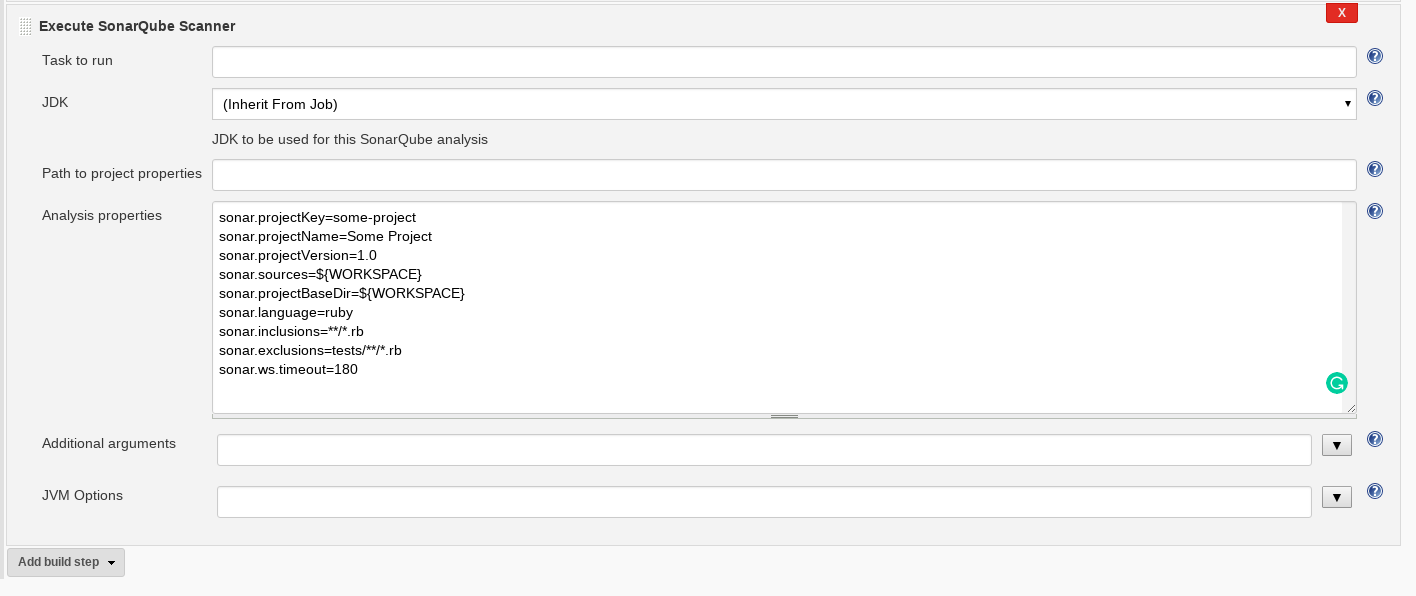 X
Execute SonarQube Scanner
Task to run
JDK
(Inherit From Job)
JDK to be used for this SonarQube analysis
Path to project properties
Analysis properties
sonar.projectKey=some-project
sonar.projectName=Some Project
sonar.projectVersion=1.0
sonar.sources=${WORKSPACE}
sonar.projectBaseDir=${WORKSPACE}
sonar.language=ruby
sonar.inclusions=**/*.rb
sonar.exclusions=tests/**/*.rb
sonar.ws.timeout=180
Additional arguments
JVM Options
Add build step